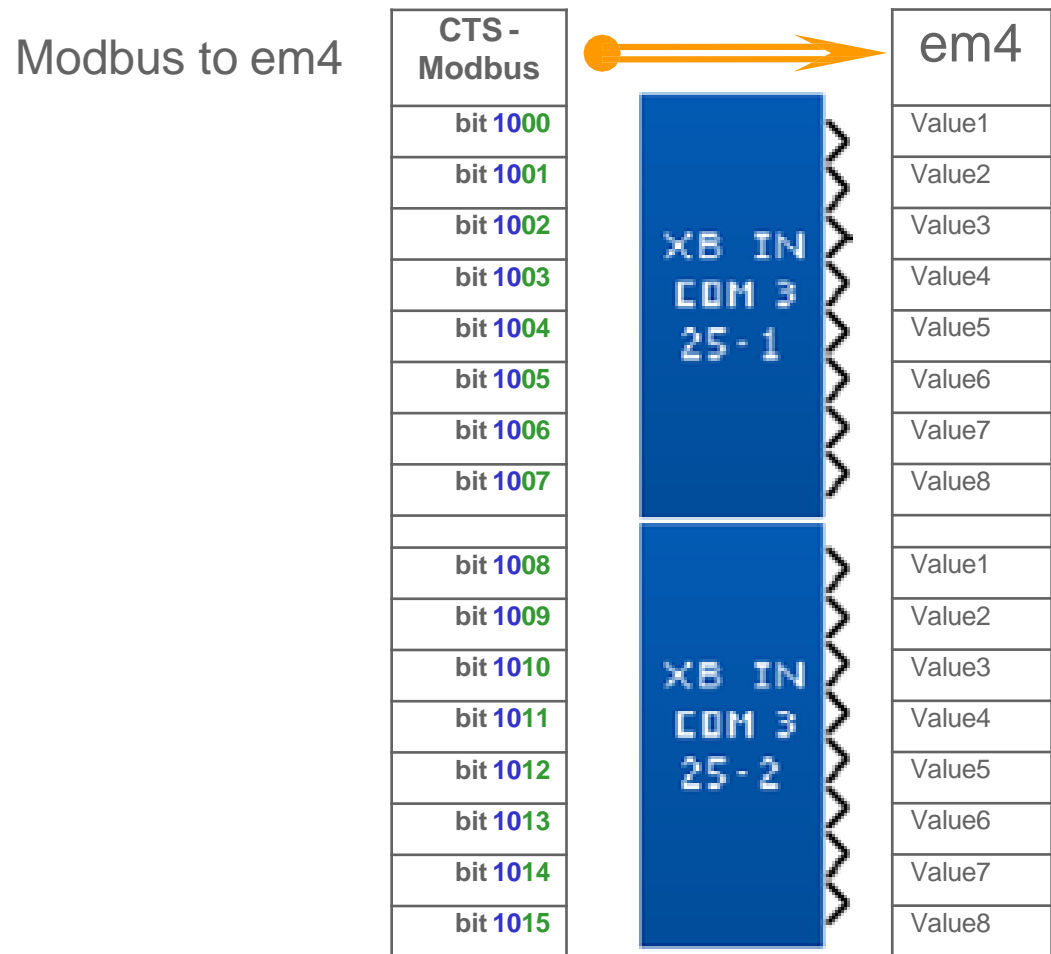 Modbus to em4
CTS -
Modbus
em4
bit 1000
Value1
bit 1001
Value2
bit 1002
Value3
bit 1003
Value4
bit 1004
Value5
bit 1005
Value6
bit 1006
Value7
bit 1007
Value8
XB IN
COM 3
25-1
bit 1008
Value1
bit 1009
Value2
bit 1010
Value3
bit 1011
Value4
bit 1012
Value5
bit 1013
Value6
bit 1014
Value7
bit 1015
Value8
XB IN
COM 3
25-2